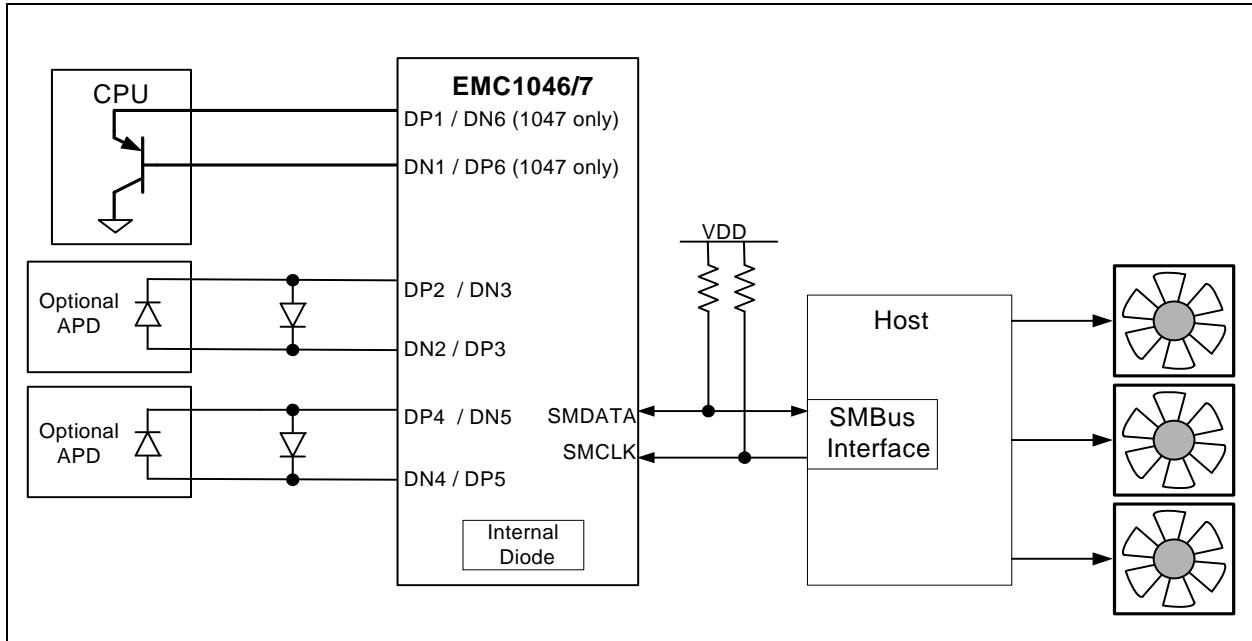 CPU
EMC1046/7
DP1 / DN6 (1047 only)
DN1 / DP6 (1047 only)
Optional
APD
DP2 / DN3
DN2 / DP3
Optional
APD
DP4 / DN5
DN4 / DP5
SMDATA
SMCLK
Internal
Diode
VDD
Host
SMBus
Interface